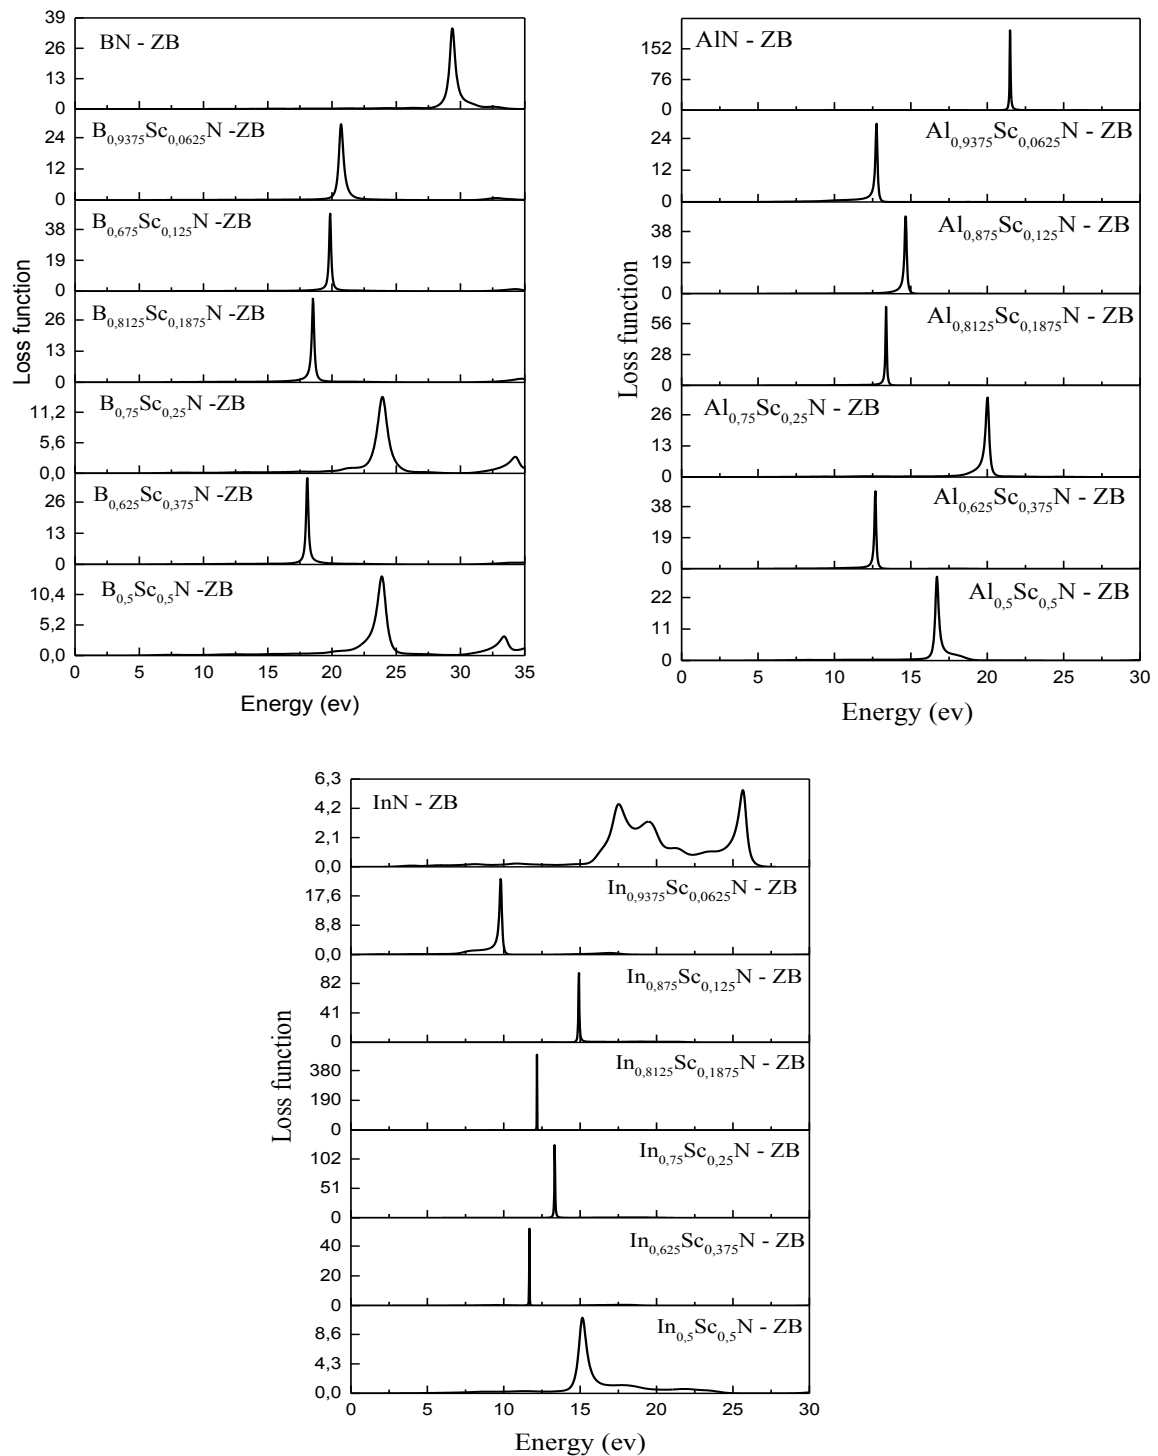 39
26
13
0
BN - ZB
24
12
0
B0,9375Sc0,0625N -ZB
38
19
0
B0,675Sc0,125N -ZB
26
13
0
B0,8125Sc0,1875N -ZB
11,2
5,6
0,0
B0,75Sc0,25N -ZB
26
13
0
B0,625Sc0,375N -ZB
10,4
5,2
0,0
B0,5Sc0,5N -ZB
0 5 10 15 20 25 30 35
Loss function
Energy (ev)
152
76
0
AlN - ZB
24
12
0
Al0,9375Sc0,0625N - ZB
38
19
0
Al0,875Sc0,125N - ZB
56
28
0
Al0,8125Sc0,1875N - ZB
26
13
0
Al0,75Sc0,25N - ZB
38
19
0
Al0,625Sc0,375N - ZB
22
11
0
Al0,5Sc0,5N - ZB
0 5 10 15 20 25 30
Loss function
Energy (ev)
6,3
4,2
2,1
0,0
InN - ZB
17,6
8,8
0,0
In0,9375Sc0,0625N - ZB
82
41
0
In0,875Sc0,125N - ZB
380
190
0
In0,8125Sc0,1875N - ZB
102
51
0
In0,75Sc0,25N - ZB
40
20
0
In0,625Sc0,375N - ZB
8,6
4,3
0,0
In0,5Sc0,5N - ZB
0 5 10 15 20 25 30
Loss function
Energy (ev)